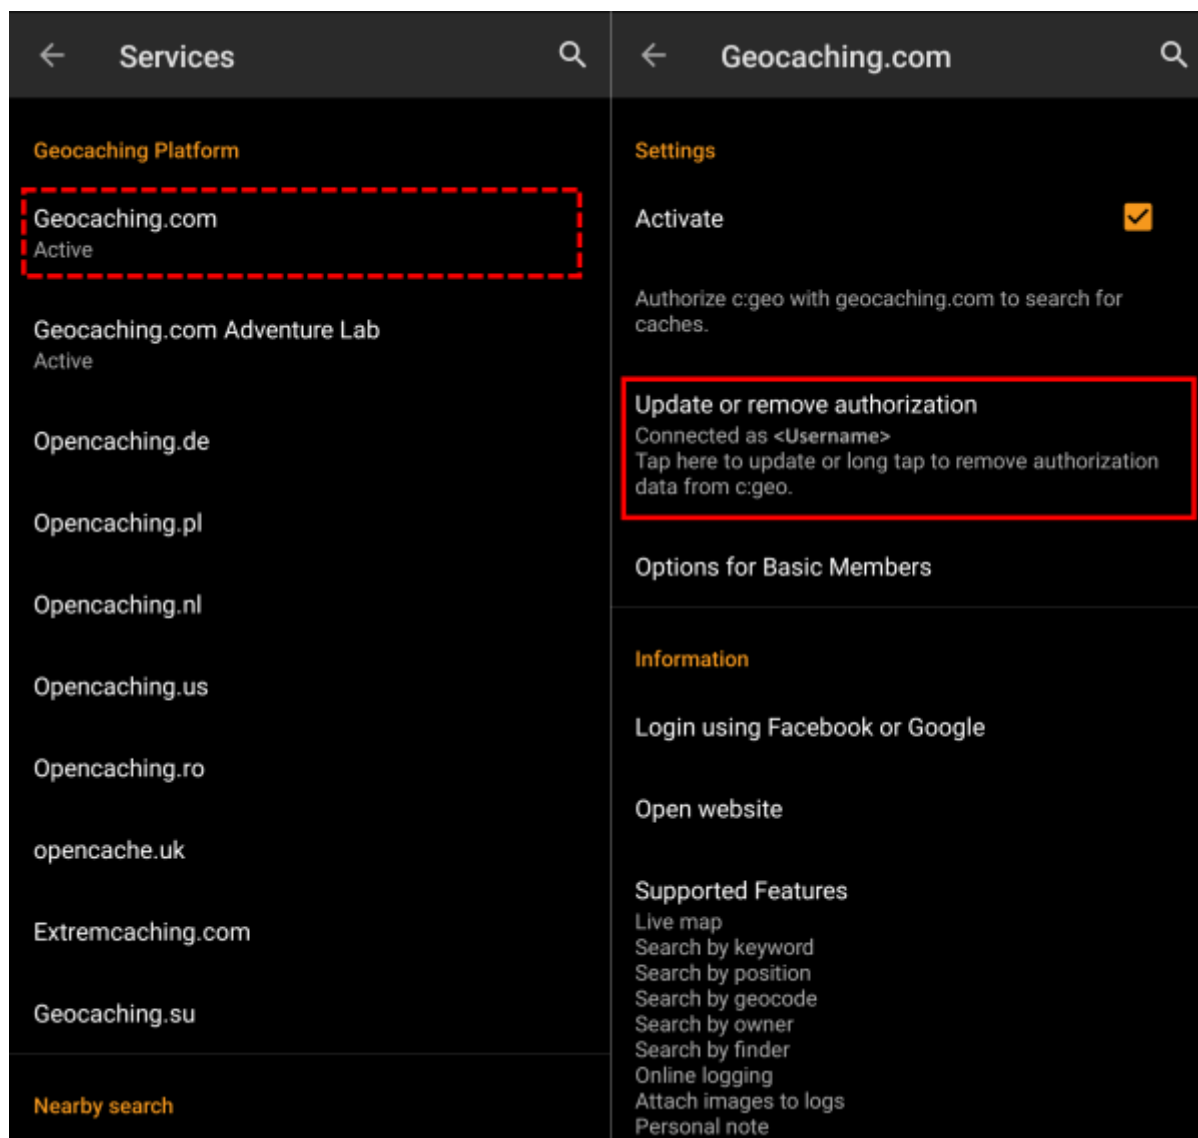 Services
Geocaching Platform
Geocaching.com
Active
Geocaching.com Adventure Lab
Active
Opencaching.de
Opencaching.pl
Opencaching.nl
Opencaching.us
Opencaching.ro
opencache.uk
Extremcaching.com
Geocaching.su
Nearby search
Geocaching.com
Settings
Activate
Authorize c:geo with geocaching.com to search for
caches.
Update or remove authorization
Connected as <Username>
Tap here to update or long tap to remove authorization
data from c:geo.
Options for Basic Members
Information
Login using Facebook or Google
Open website
Supported Features
Live map
Search by keyword
Search by position
Search by geocode
Search by owner
Search by finder
Online logging
Attach images to logs
Personal note